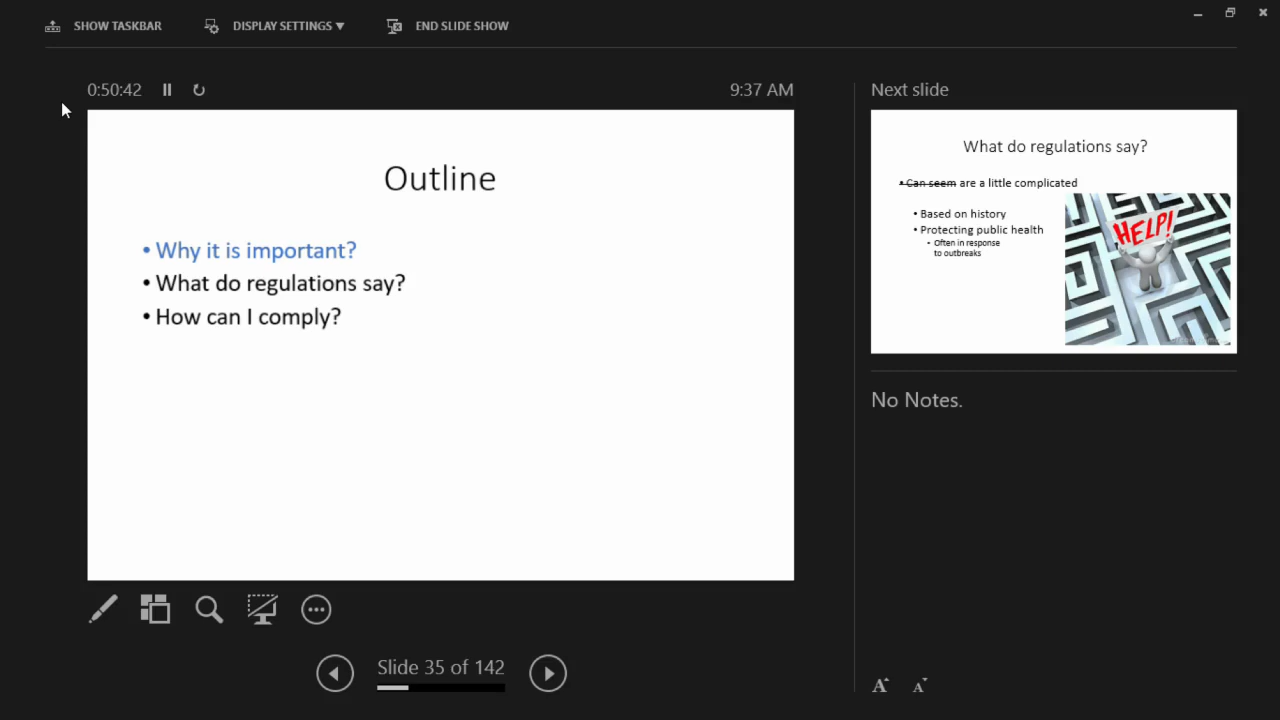 SHOW TASKBAR
DISPLAY SETTINGS ▼
END SLIDE SHOW
0:50:42
9:37 AM
Outline
• Why it is important?
• What do regulations say?
• How can I comply?
Slide 35 of 142
Next slide
What do regulations say?
• Can seem are a little complicated
• Based on history
• Protecting public health
• Often in response
to outbreaks
HELP!
No Notes.
A A